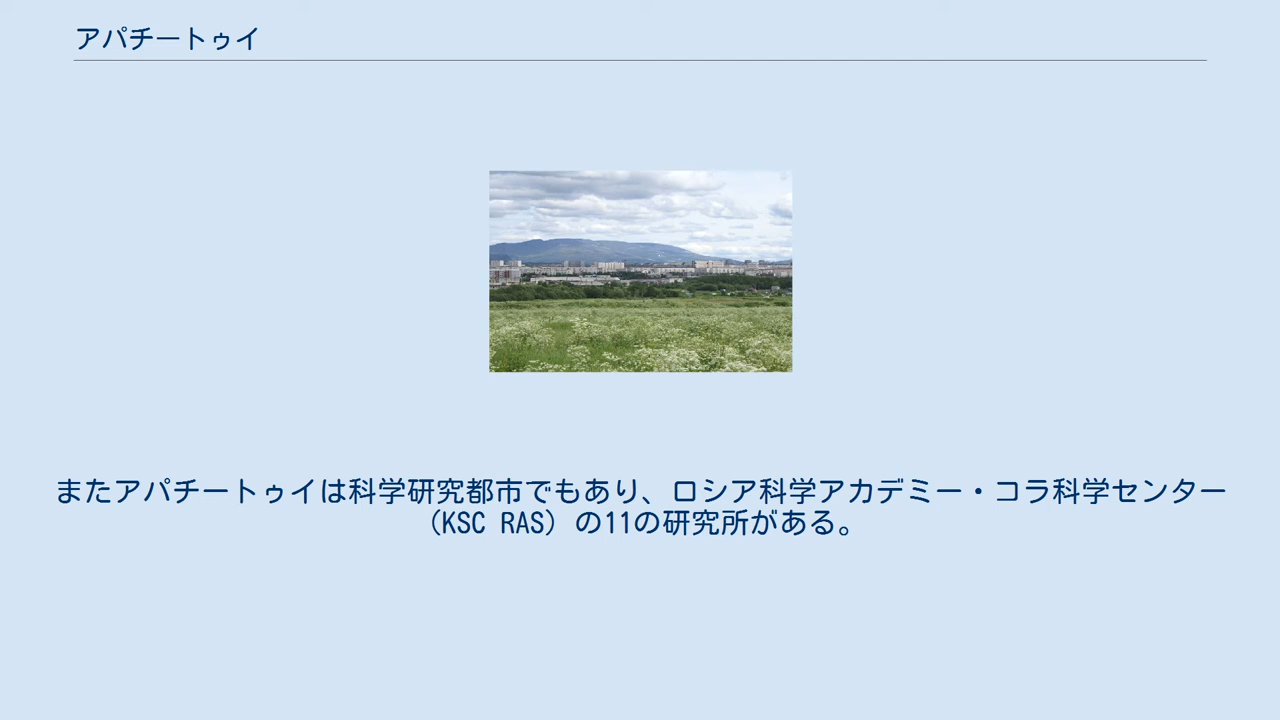 アパチートゥイ
またアパチートゥイは科学研究都市でもあり、ロシア科学アカデミー・コラ科学センター
（KSC RAS）の11の研究所がある。